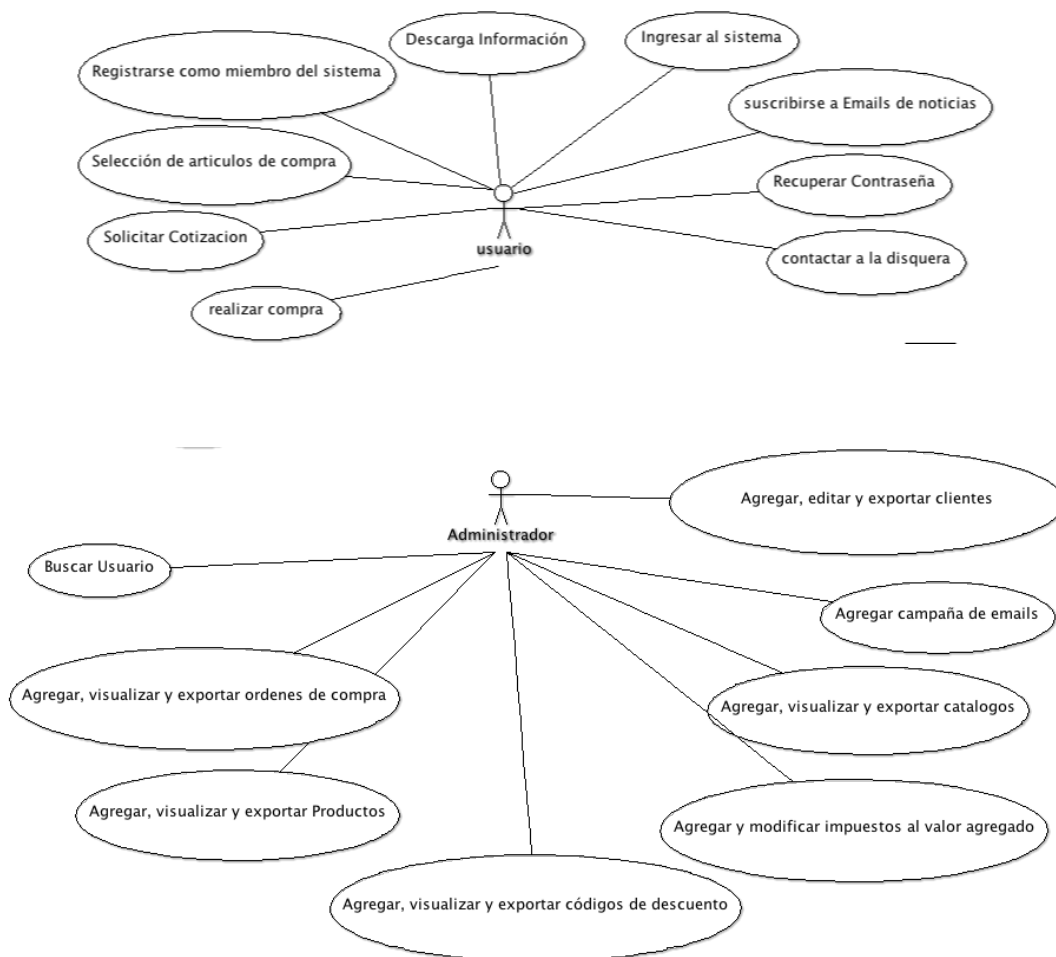 Descarga Información
Ingresar al sistema
Registrarse como miembro del sistema
suscribirse a Emails de noticias
Selección de articulos de compra
Recuperar Contraseña
Solicitar Cotizacion
usuario
contactar a la disquera
realizar compra
Agregar, editar y exportar clientes
Administrador
Buscar Usuario
Agregar campaña de emails
Agregar, visualizar y exportar ordenes de compra
Agregar, visualizar y exportar catalogos
Agregar, visualizar y exportar Productos
Agregar y modificar impuestos al valor agregado
Agregar, visualizar y exportar códigos de descuento